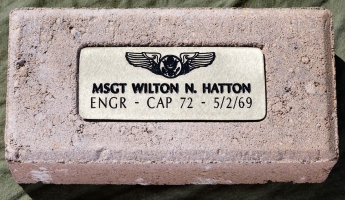 MSGT WILTON N. HATTON
ENGR - CAP 72 - 5/2/69